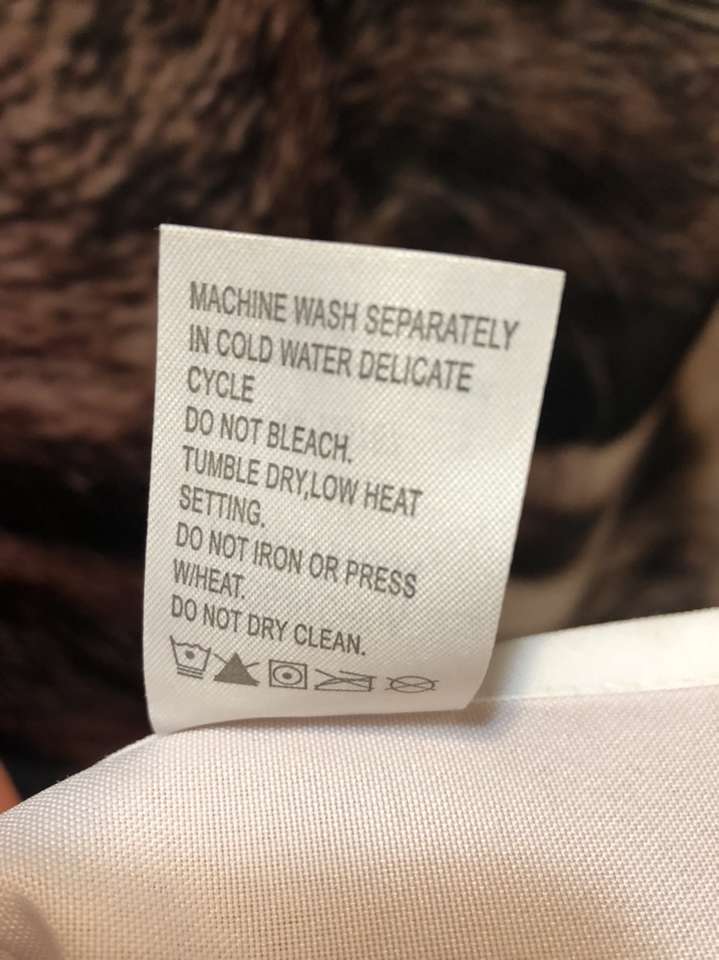 MACHINE WASH SEPARATELY
IN COLD WATER DELICATE
CYCLE
DO NOT BLEACH.
TUMBLE DRY,LOW HEAT
SETTING.
DO NOT IRON OR PRESS
W/HEAT.
DO NOT DRY CLEAN.